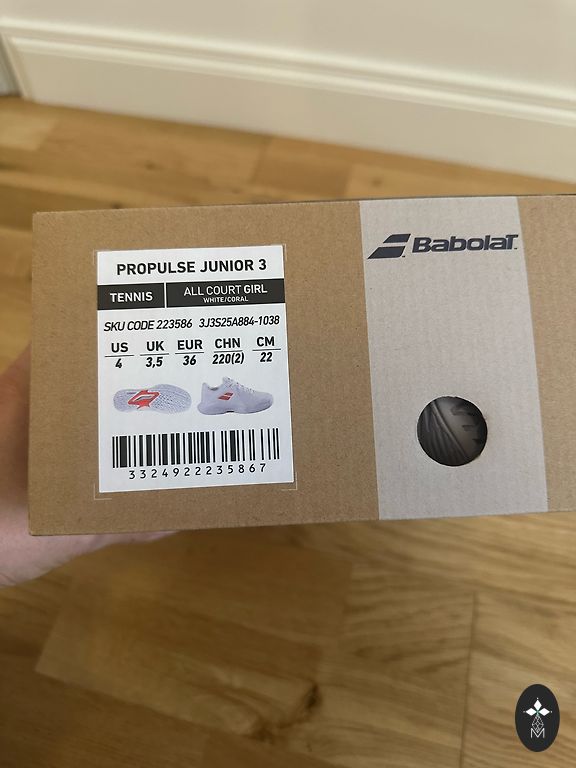 Babolat
PROPULSE JUNIOR 3
TENNIS
ALL COURT GIRL
WHITE/CORAL
SKU CODE 223586 3J3S25A884-1038
US UK EUR CHN CM
4 3,5 36 220(2) 22
3324922235867
M